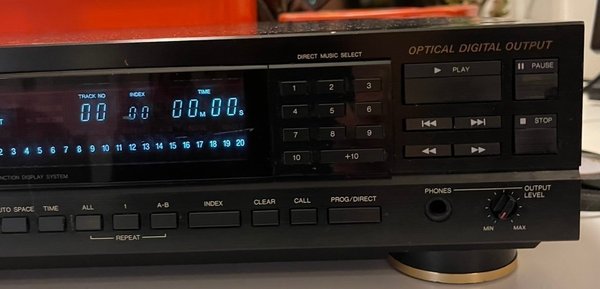 DIRECT MUSIC SELECT
OPTICAL DIGITAL OUTPUT
TRACK NO INDEX TIME
00 00 00M00S
2 3 4 5 6 7 8 9 10 11 12 13 14 15 16 17 18 19 20
1 2 3
4 5 6
7 8 9
10 +10
PLAY
PAUSE
STOP
DISPLAY SYSTEM
SPACE TIME ALL 1 A-B INDEX CLEAR CALL PROG/DIRECT
REPEAT
PHONES
OUTPUT
LEVEL
MIN MAX